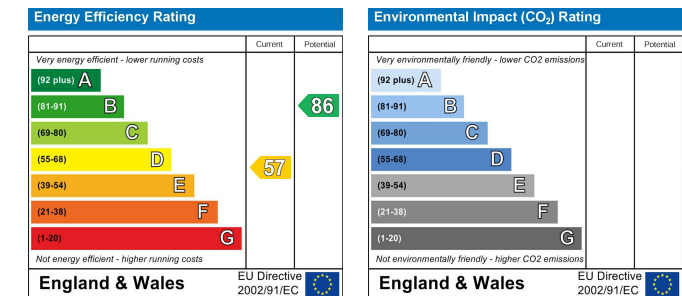 Energy Efficiency Rating
Current Potential
Very energy efficient - lower running costs
(92 plus) A
(81-91) B
86
(69-80) C
(55-68) D
57
(39-54) E
(21-38) F
(1-20) G
Not energy efficient - higher running costs
England & Wales
EU Directive
2002/91/EC
Environmental Impact (CO₂) Rating
Current Potential
Very environmentally friendly - lower CO2 emissions
(92 plus) A
(81-91) B
(69-80) C
(55-68) D
(39-54) E
(21-38) F
(1-20) G
Not environmentally friendly - higher CO2 emissions
England & Wales
EU Directive
2002/91/EC